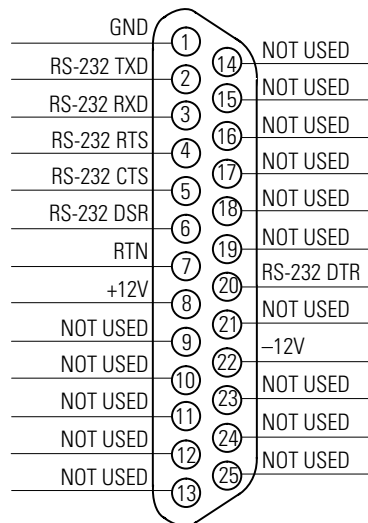 GND 1
RS-232 TXD 2
RS-232 RXD 3
RS-232 RTS 4
RS-232 CTS 5
RS-232 DSR 6
RTN 7
+12V 8
NOT USED 9
NOT USED 10
NOT USED 11
NOT USED 12
NOT USED 13
14 NOT USED
15 NOT USED
16 NOT USED
17 NOT USED
18 NOT USED
19 NOT USED
20 RS-232 DTR
21 NOT USED
22 –12V
23 NOT USED
24 NOT USED
25 NOT USED